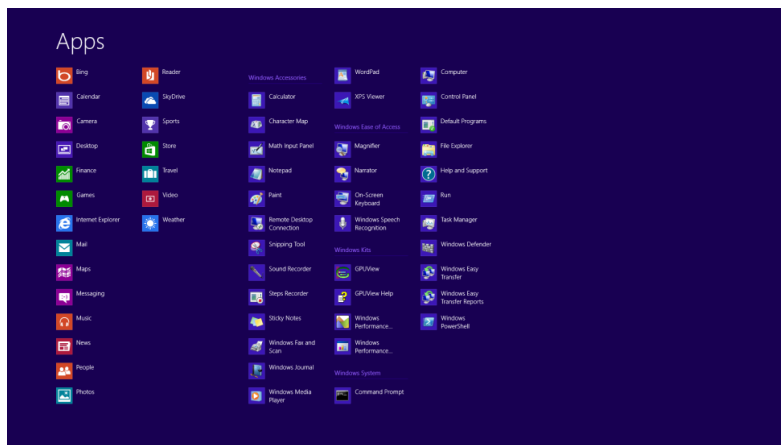 Apps
Bing
Calendar
Camera
Desktop
Finance
Games
Internet Explorer
Mail
Maps
Messaging
Music
News
People
Photos
Reader
SkyDrive
Sports
Store
Travel
Video
Weather
Windows Accessories
Calculator
Character Map
Math Input Panel
Notepad
Paint
Remote Desktop
Connection
Snipping Tool
Sound Recorder
Steps Recorder
Sticky Notes
Windows Fax and
Scan
Windows Journal
Windows Media
Player
WordPad
XPS Viewer
Windows Ease of Access
Magnifier
Narrator
On-Screen
Keyboard
Windows Speech
Recognition
Windows Kits
GPUView
GPUView Help
Windows
Performance...
Windows
Performance...
Windows System
Command Prompt
Computer
Control Panel
Default Programs
File Explorer
Help and Support
Run
Task Manager
Windows Defender
Windows Easy
Transfer
Windows Easy
Transfer Reports
Windows
PowerShell